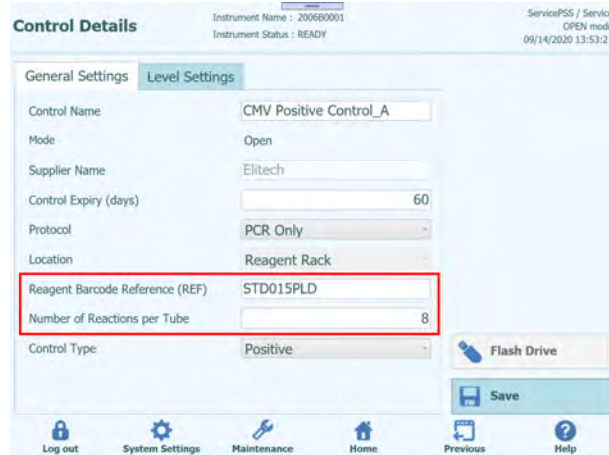 Control Details
Instrument Name : 2006B0001
Instrument Status : READY
ServicePSS / Service
OPEN mode
09/14/2020 13:53:2
General Settings
Level Settings
Control Name CMV Positive Control_A
Mode Open
Supplier Name Elitech
Control Expiry (days) 60
Protocol PCR Only
Location Reagent Rack
Reagent Barcode Reference (REF) STD015PLD
Number of Reactions per Tube 8
Control Type Positive
Flash Drive
Save
Log out
System Settings
Maintenance
Home
Previous
Help